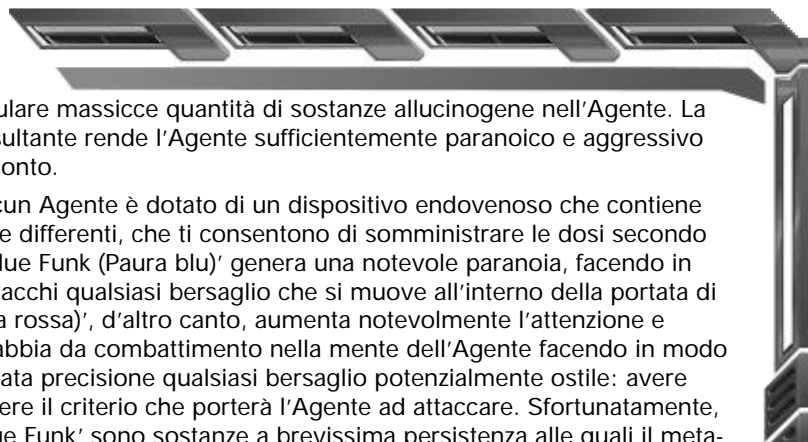 ulare massicce quantità di sostanze allucinogene nell'Agente. La
sultante rende l'Agente sufficientemente paranoico e aggressivo
onto.
cun Agente è dotato di un dispositivo endovenoso che contiene
e differenti, che ti consentono di somministrare le dosi secondo
lue Funk (Paura blu)' genera una notevole paranoia, facendo in
acchi qualsiasi bersaglio che si muove all'interno della portata di
a rossa)', d'altro canto, aumenta notevolmente l'attenzione e
abbia da combattimento nella mente dell'Agente facendo in modo
ata precisione qualsiasi bersaglio potenzialmente ostile: avere
ere il criterio che porterà l'Agente ad attaccare. Sfortunatamente,
ue Funk' sono sostanze a brevissima persistenza alle quali il meta-